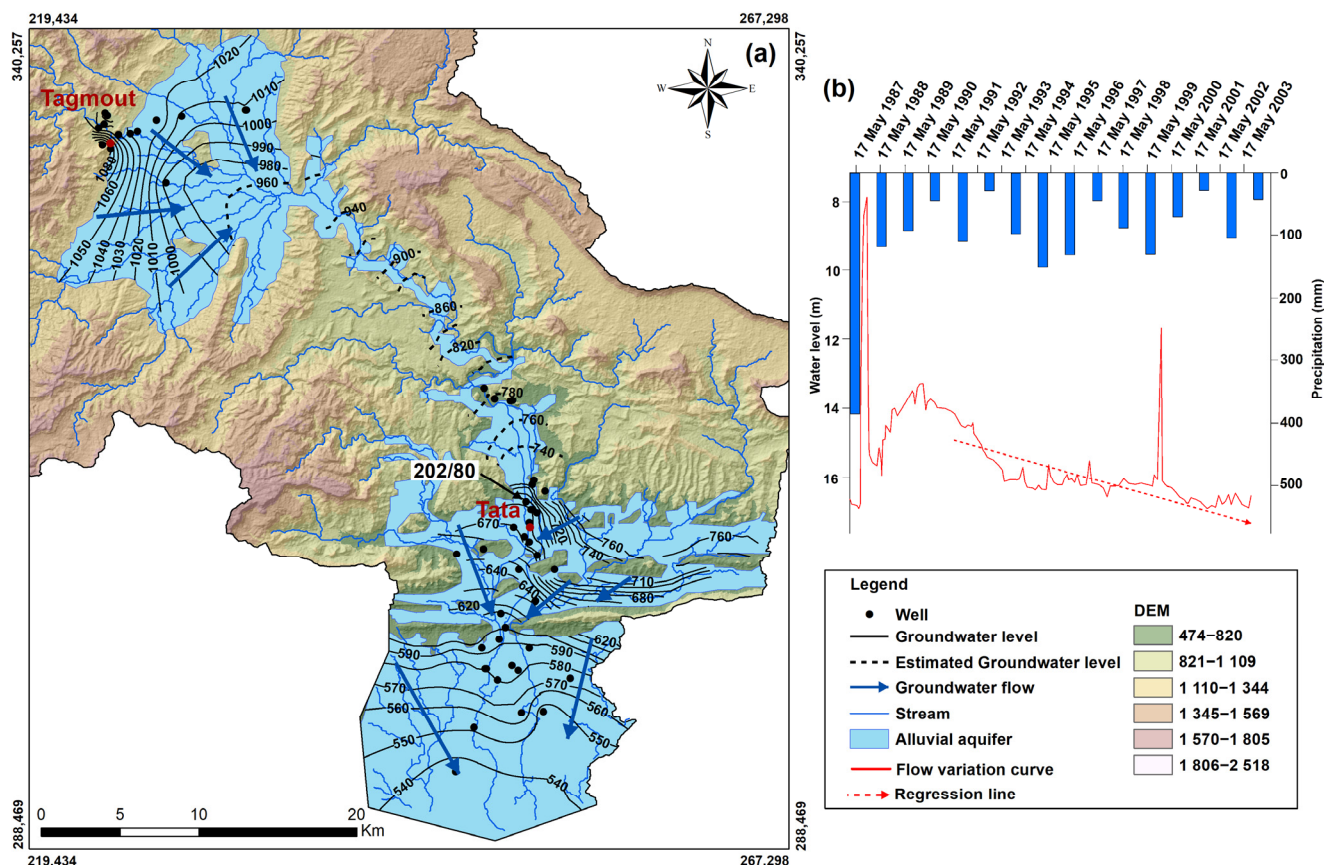 219,434
267,298
340,257
340,257
(a)
N
W
E
S
Tagmout
1020
1010
1000
990
980
960
1080
1060
1050
1040
1030
1020
1010
1000
940
900
860
820
780
760
740
202/80
Tata
670
720
760
740
760
640
640
710
680
620
620
590
590
580
570
570
560
560
550
550
540
540
0
5
10
20
Km
288,469
288,469
219,434
267,298
(b)
17 May 1987
17 May 1988
17 May 1989
17 May 1990
17 May 1991
17 May 1992
17 May 1993
17 May 1994
17 May 1995
17 May 1996
17 May 1997
17 May 1998
17 May 1999
17 May 2000
17 May 2001
17 May 2002
17 May 2003
Water level (m)
8
10
12
14
16
0
100
200
300
400
500
Precipitation (mm)
Legend
Well
Groundwater level
Estimated Groundwater level
Groundwater flow
Stream
Alluvial aquifer
Flow variation curve
Regression line
DEM
474–820
821–1 109
1 110–1 344
1 345–1 569
1 570–1 805
1 806–2 518